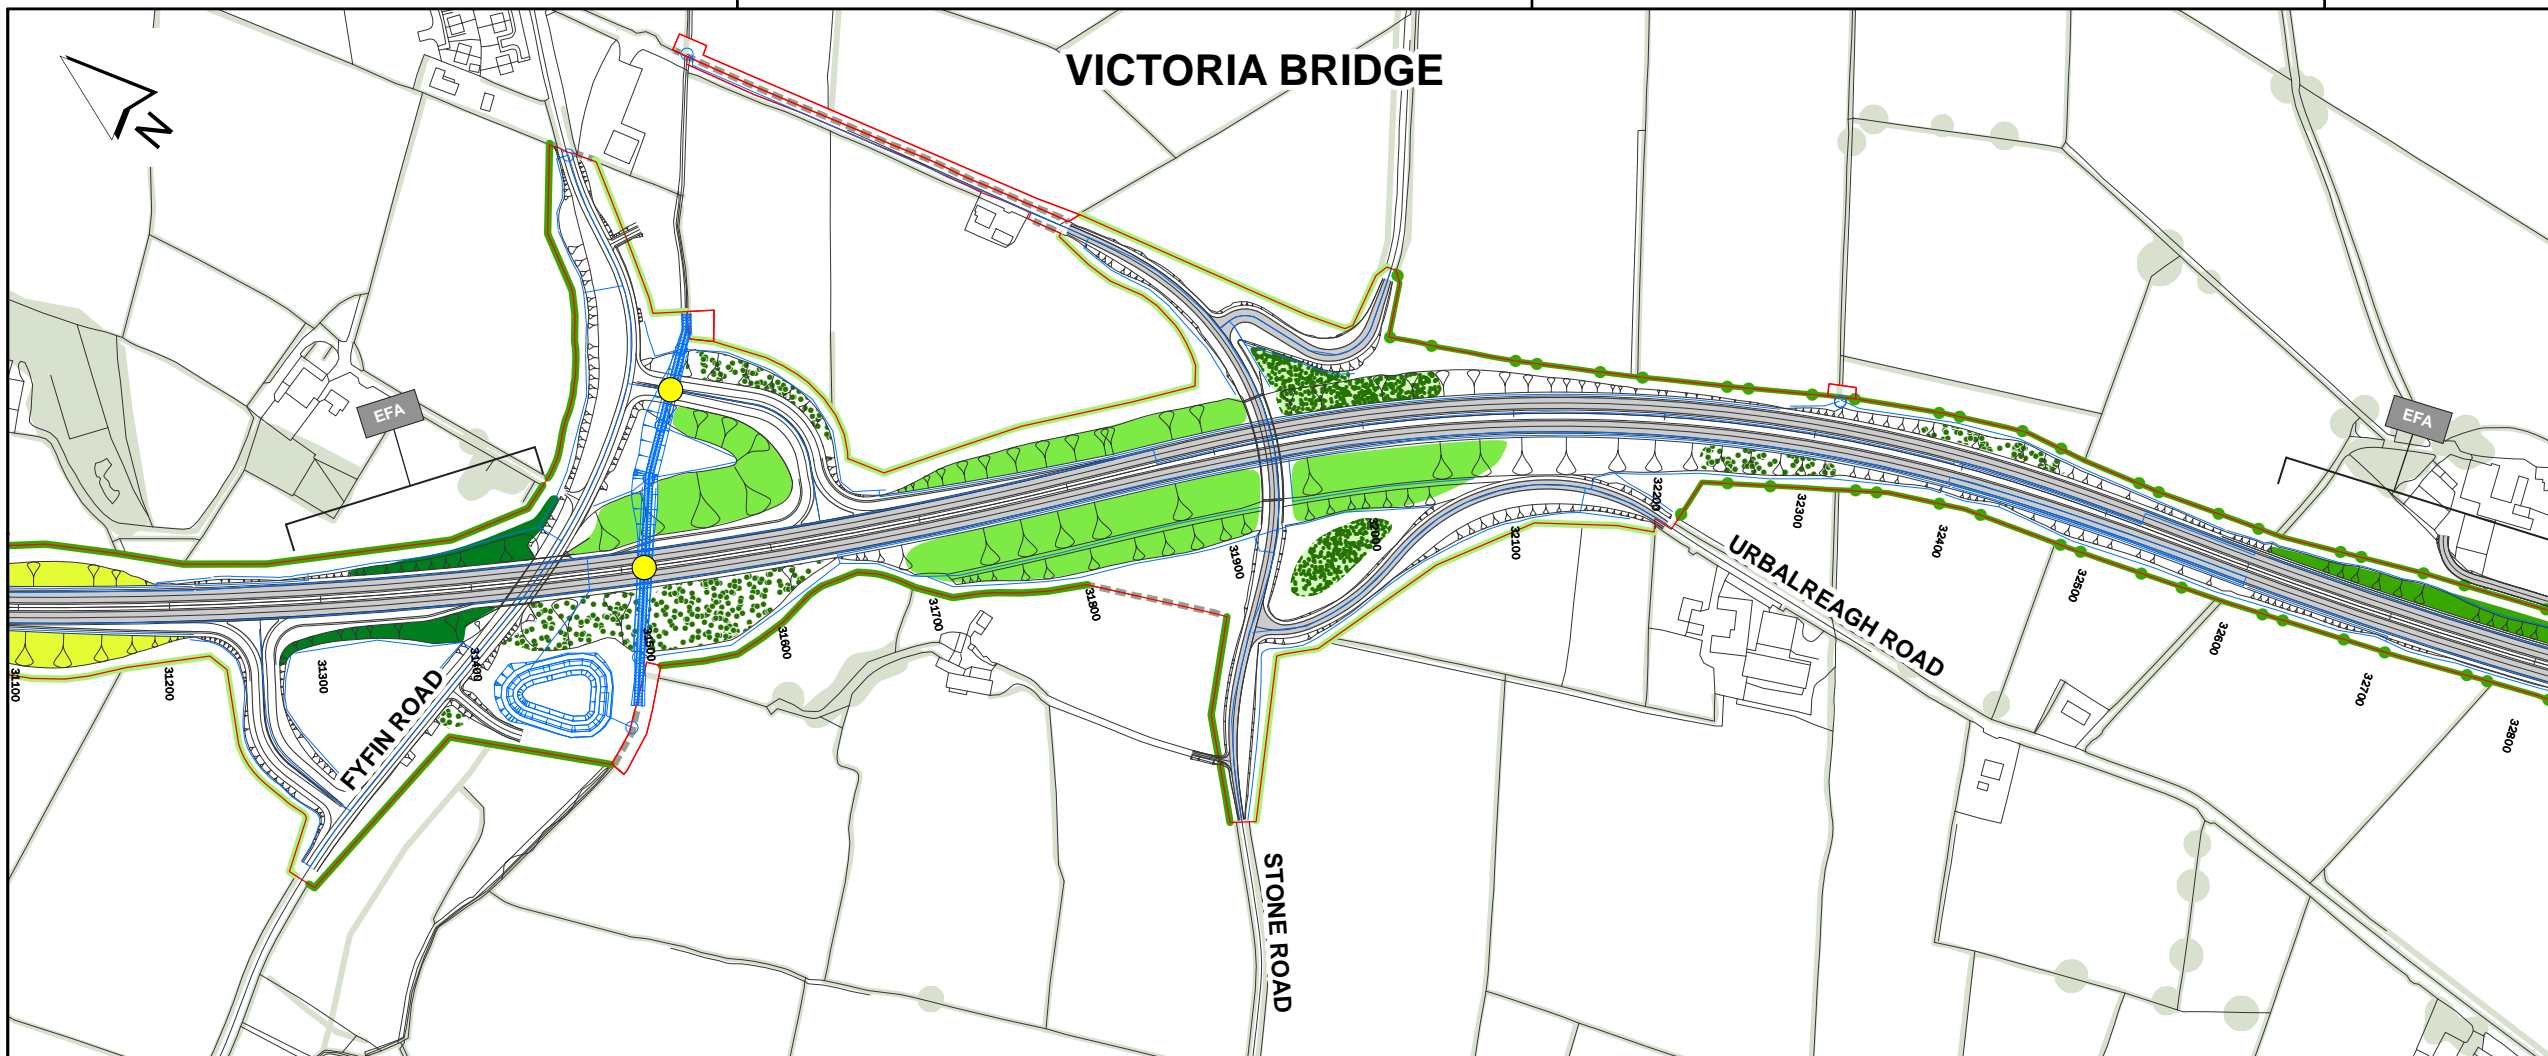 VICTORIA BRIDGE
N
EFA
EFA
31100
31200
31300
31400
31500
31600
31700
31800
31900
32000
32100
32200
32300
32400
32500
32600
32700
32800
FYFIN ROAD
URBALREAGH ROAD
STONE ROAD